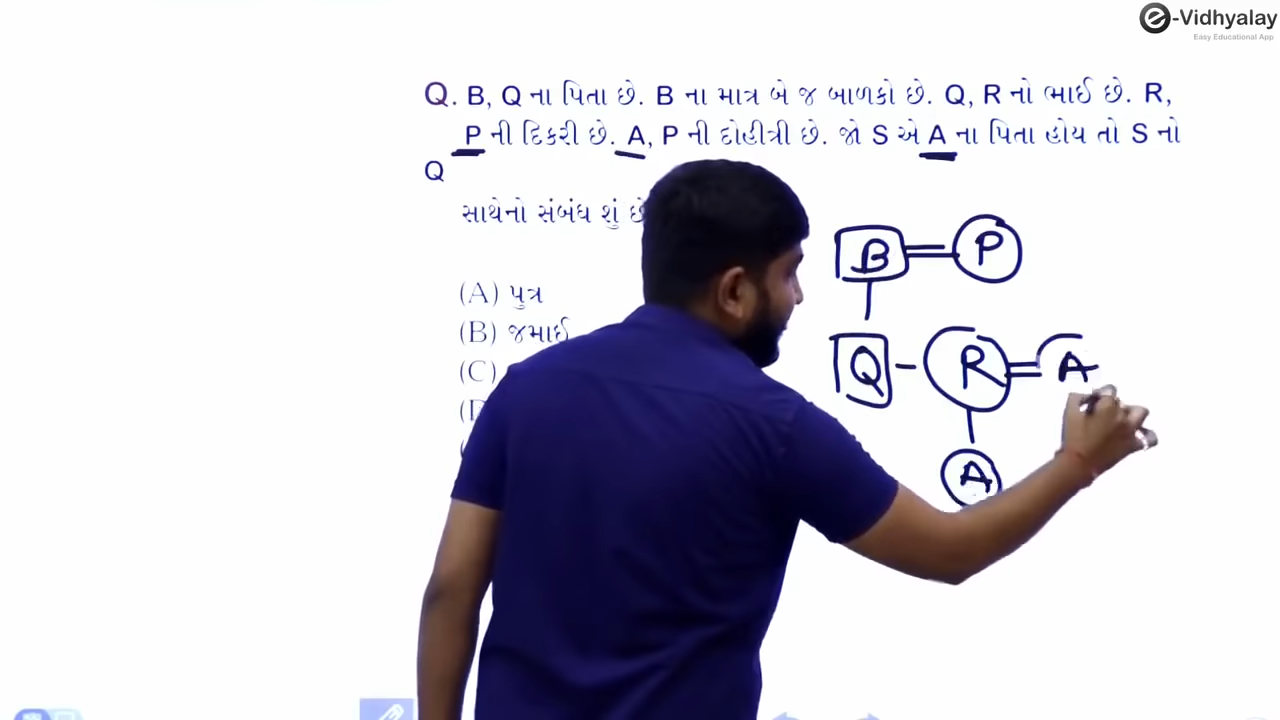 e-Vidhyalay
Easy Educational App
Q. B, Q ના પિતા છે. B ના માત્ર બે જ બાળકો છે. Q, R નો ભાઈ છે. R,
P ની દિકરી છે. A, P ની દોહીત્રી છે. જો S એ A ના પિતા હોય તો S નો
Q
સાથેનો સંબંધ શું છે
(A) પુત્ર
(B) જમાઈ
(C)
B = P
Q - R = A
A